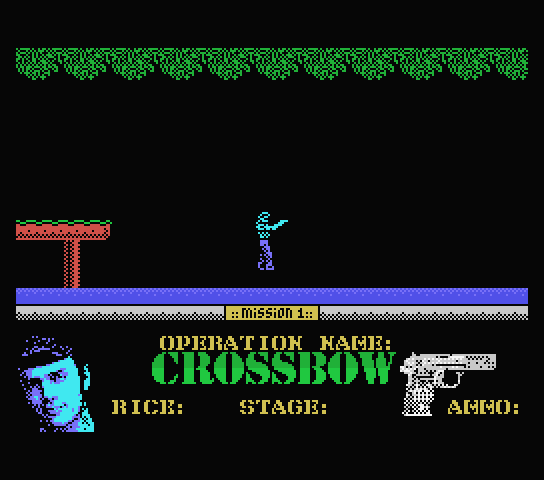 :: mission 1 ::
OPERATION NAME:
CROSSBOW
RICE: STAGE: AMMO: